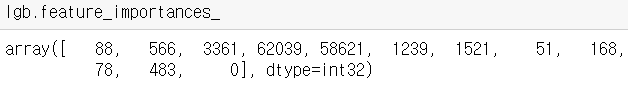 lgb.feature_importances_
array([   88,   566,  3361, 62039, 58621,  1239,  1521,    51,   168,
          78,   483,     0], dtype=int32)